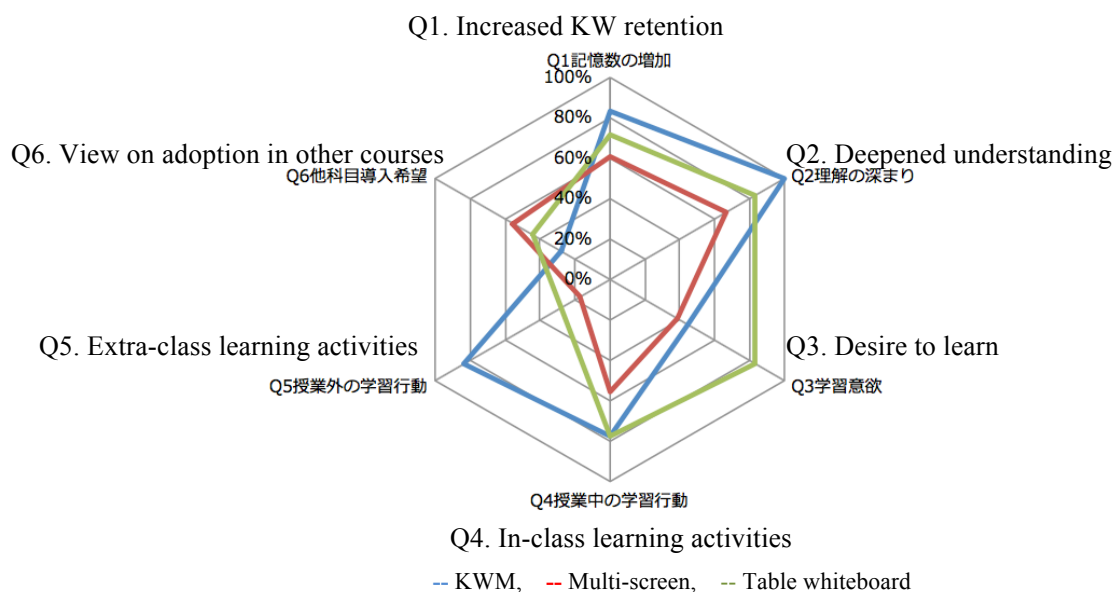 Q1. Increased KW retention
Q1記憶数の増加
100%
80%
60%
40%
20%
0%
Q2. Deepened understanding
Q2理解の深まり
Q3. Desire to learn
Q3学習意欲
Q4授業中の学習行動
Q4. In-class learning activities
Q5. Extra-class learning activities
Q5授業外の学習行動
Q6. View on adoption in other courses
Q6他科目導入希望
-- KWM, -- Multi-screen, -- Table whiteboard